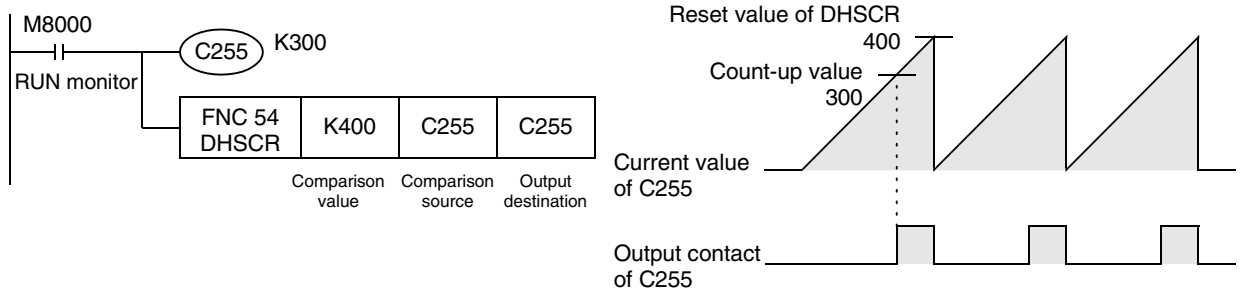 M8000
C255
K300
RUN monitor
FNC 54
DHSCR
K400
C255
C255
Comparison
value
Comparison
source
Output
destination
Reset value of DHSCR
400
Count-up value
300
Current value
of C255
Output contact
of C255